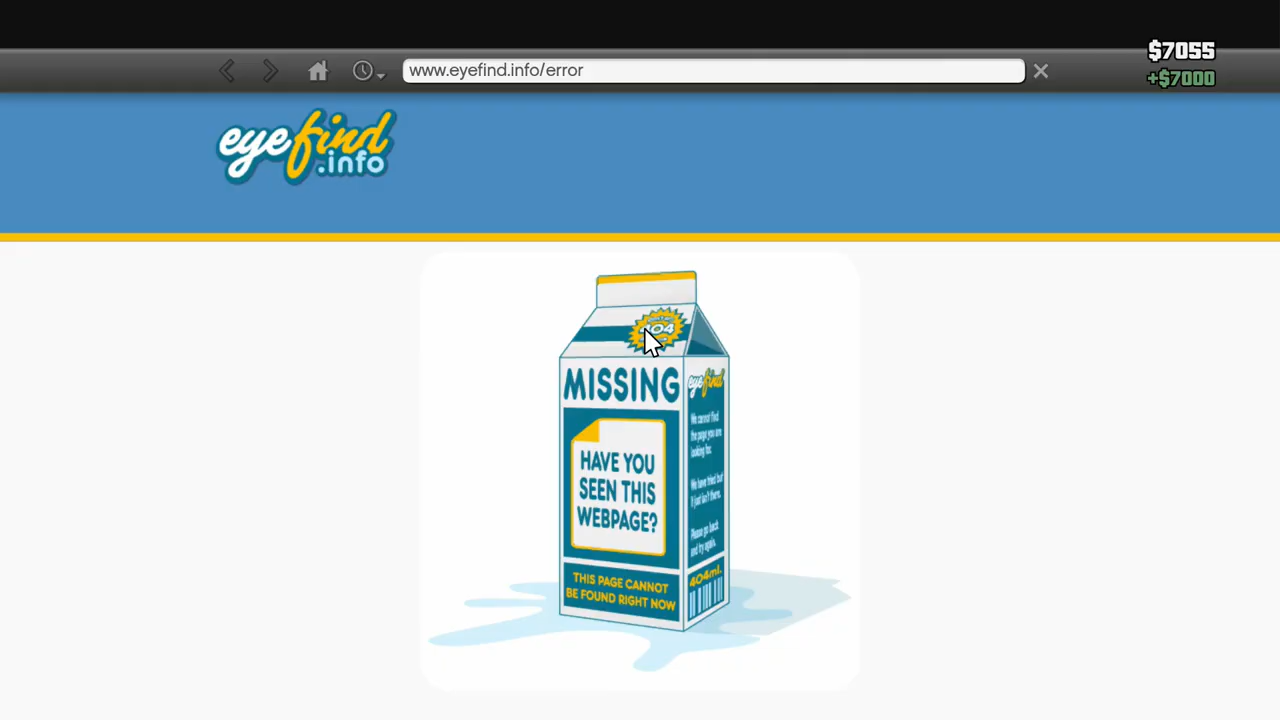 $7055
www.eyefind.info/error
+$7000
eyefind
.info
404
MISSING
eyefind
HAVE YOU
SEEN THIS
WEBPAGE?
We cannot find
the page you are
looking for.
We have tried but
it just isn't there.
Please go back
and try again.
THIS PAGE CANNOT
BE FOUND RIGHT NOW
404ml.